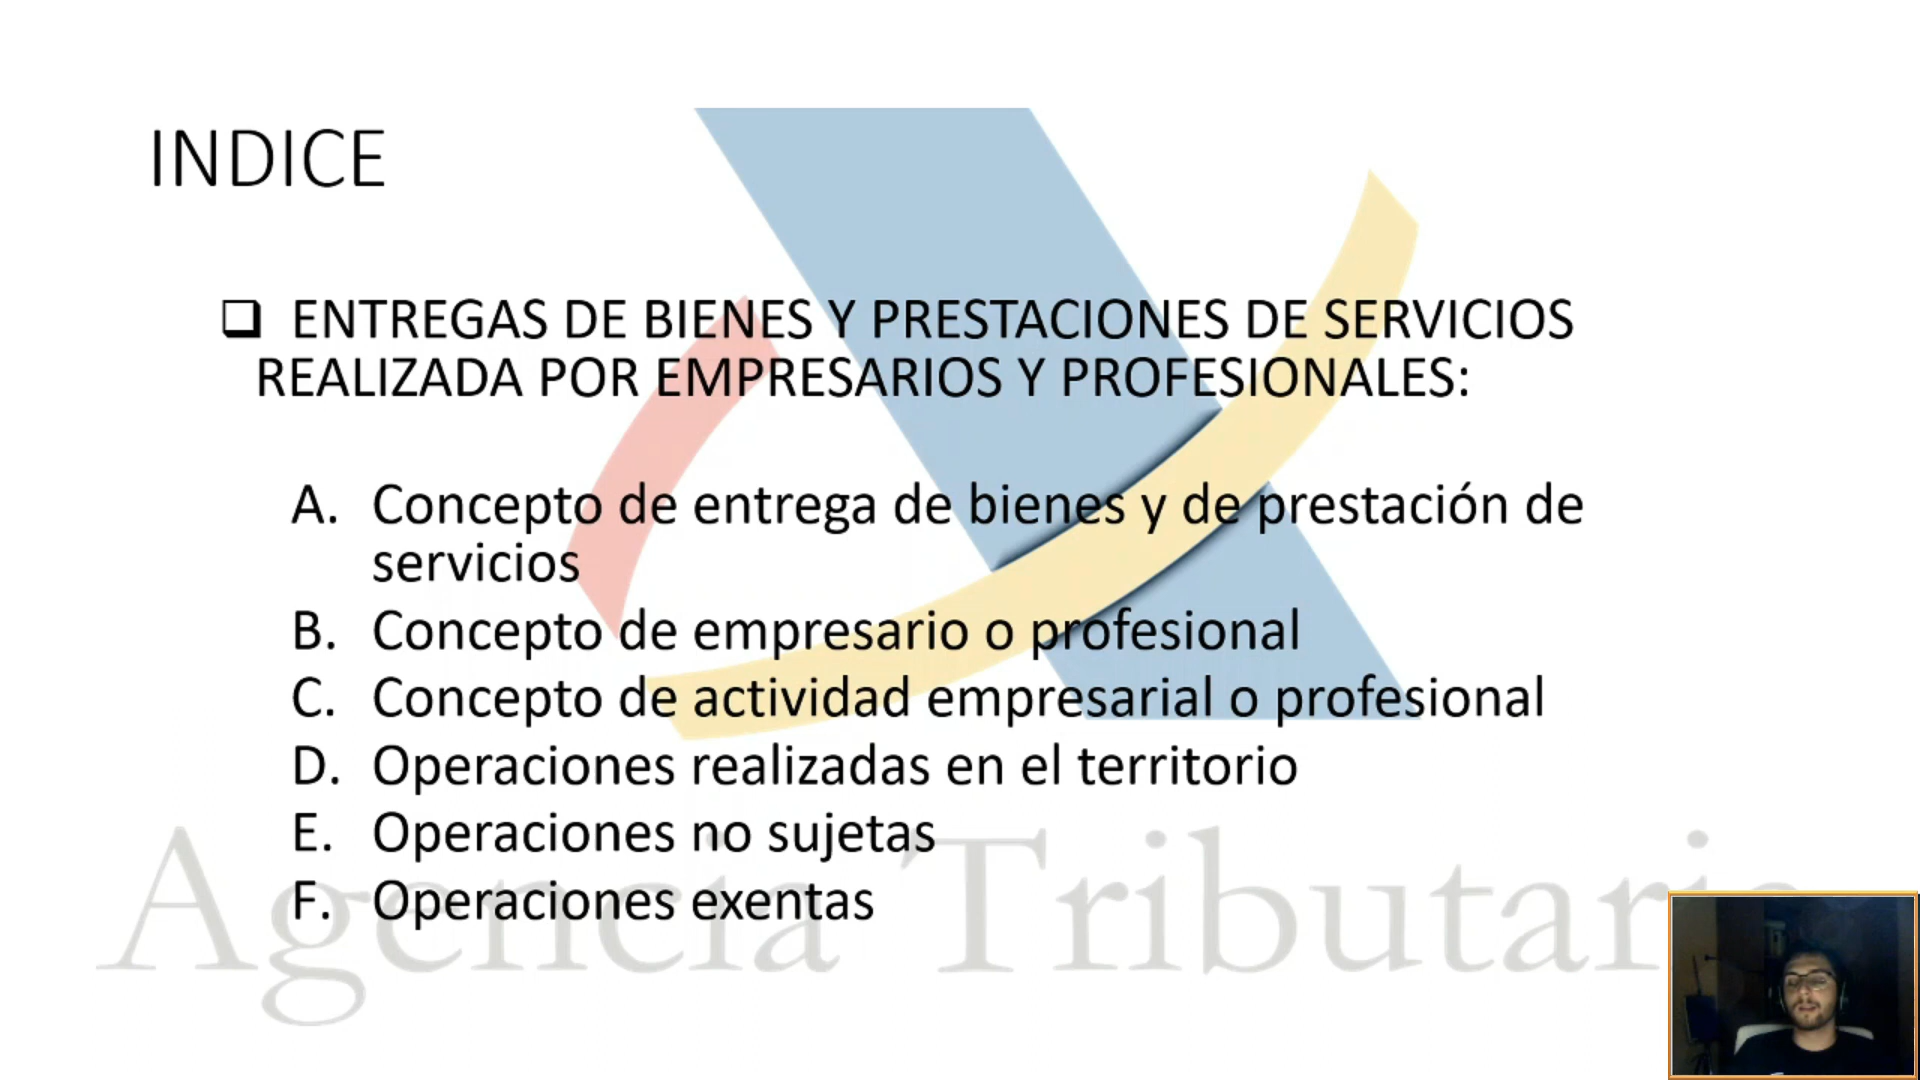 INDICE
❑ ENTREGAS DE BIENES Y PRESTACIONES DE SERVICIOS
REALIZADA POR EMPRESARIOS Y PROFESIONALES:
A. Concepto de entrega de bienes y de prestación de
servicios
B. Concepto de empresario o profesional
C. Concepto de actividad empresarial o profesional
D. Operaciones realizadas en el territorio
E. Operaciones no sujetas
F. Operaciones exentas
Agencia Tributaria